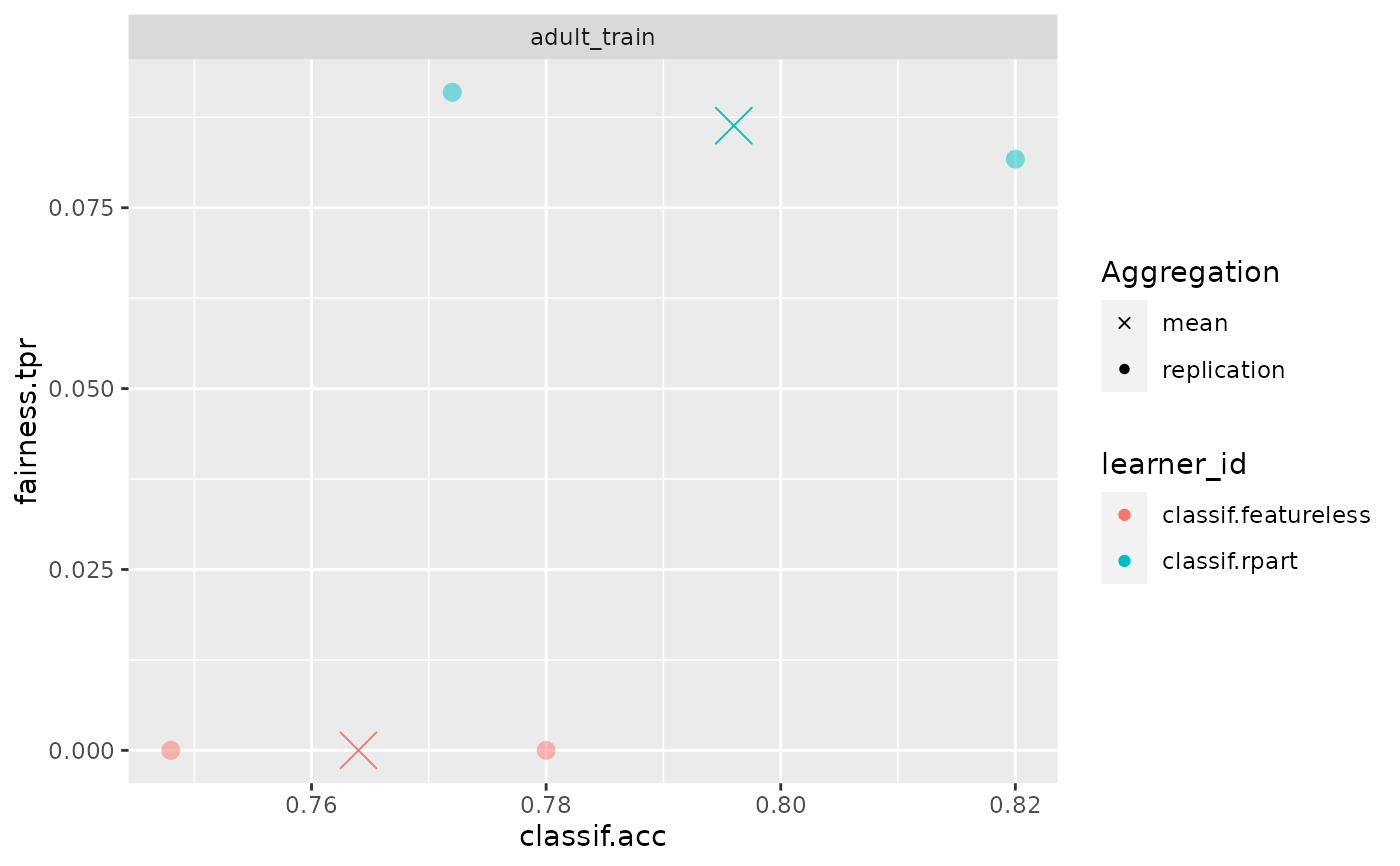 adult_train
0.075
0.050
0.025
0.000
fairness.tpr
0.76
0.78
0.80
0.82
classif.acc
Aggregation
mean
replication
learner_id
classif.featureless
classif.rpart